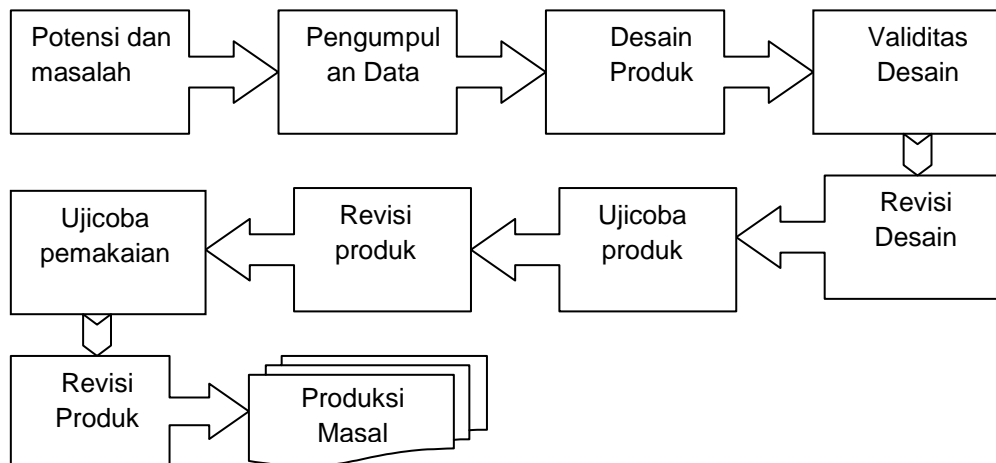 Potensi dan
masalah
Pengumpul
an Data
Desain
Produk
Validitas
Desain
Revisi
Desain
Ujicoba
produk
Revisi
produk
Ujicoba
pemakaian
Revisi
Produk
Produksi
Masal